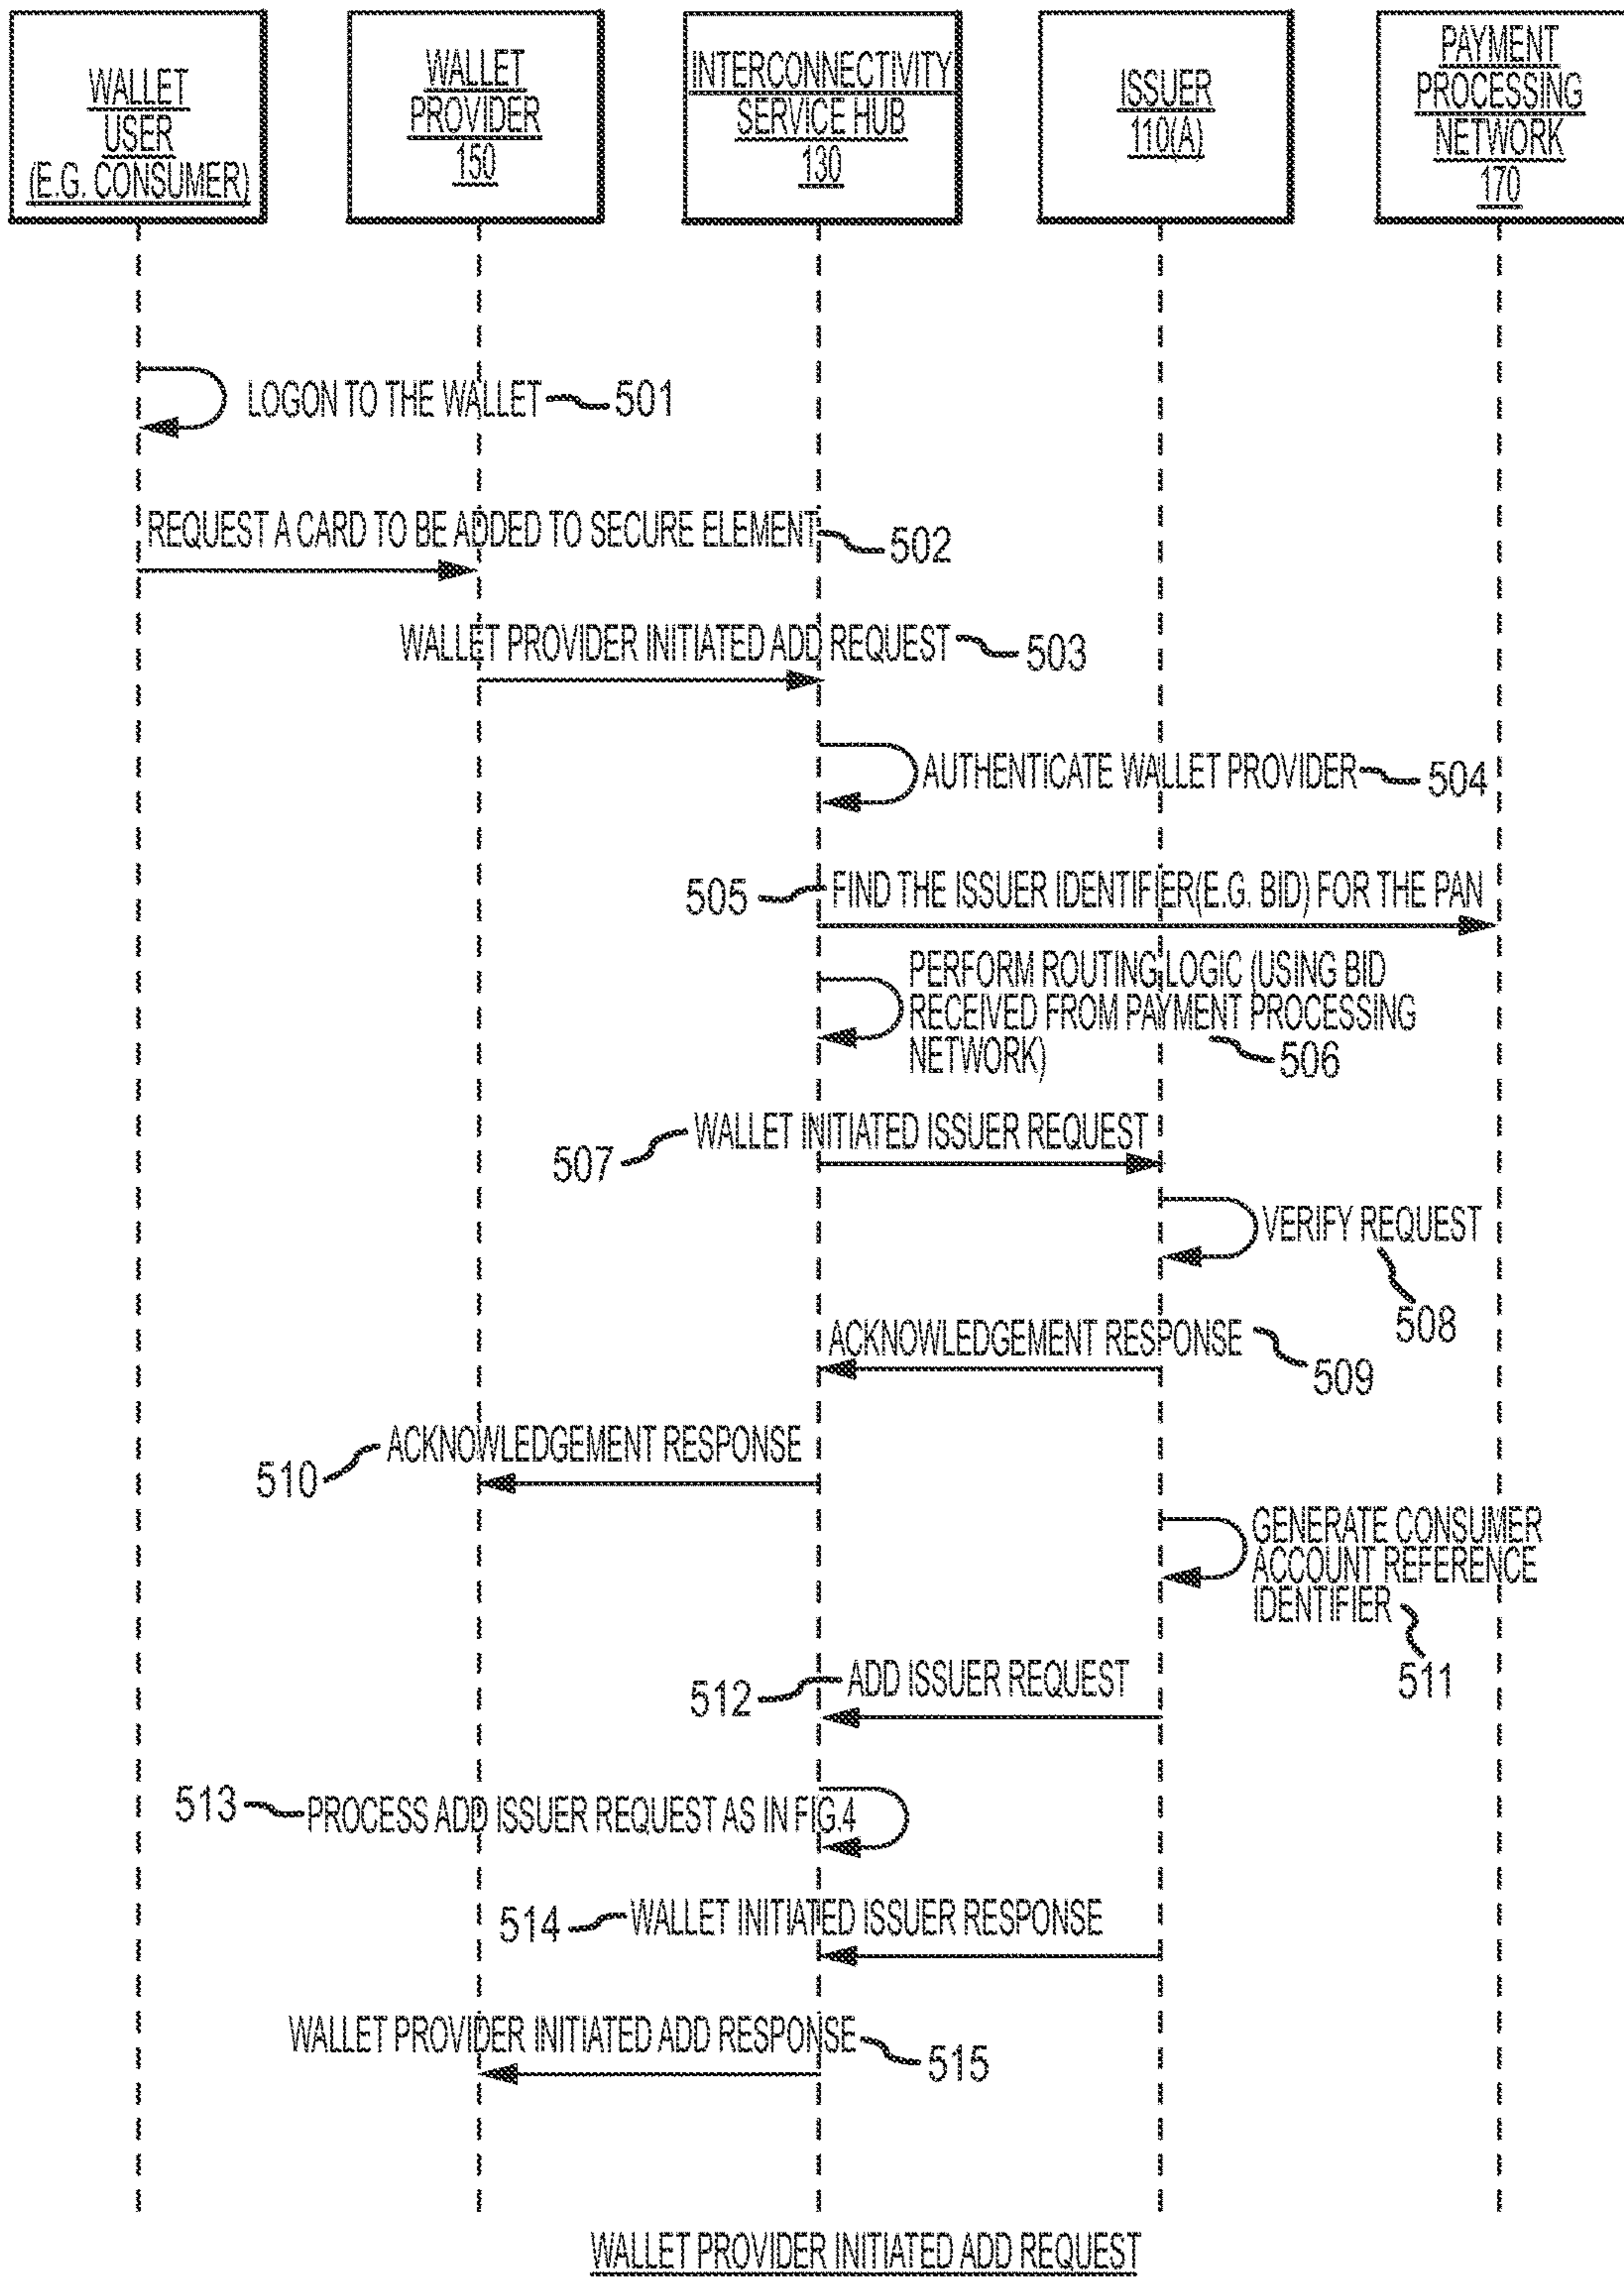 WALLET
USER
(E.G. CONSUMER)
WALLET
PROVIDER
150
INTERCONNECTIVITY
SERVICE HUB
130
ISSUER
110(A)
PAYMENT
PROCESSING
NETWORK
170
LOGON TO THE WALLET 501
REQUEST A CARD TO BE ADDED TO SECURE ELEMENT 502
WALLET PROVIDER INITIATED ADD REQUEST 503
AUTHENTICATE WALLET PROVIDER 504
505 FIND THE ISSUER IDENTIFIER(E.G. BID) FOR THE PAN
PERFORM ROUTING LOGIC (USING BID
RECEIVED FROM PAYMENT PROCESSING
NETWORK) 506
507 WALLET INITIATED ISSUER REQUEST
VERIFY REQUEST
508
ACKNOWLEDGEMENT RESPONSE
509
510 ACKNOWLEDGEMENT RESPONSE
GENERATE CONSUMER
ACCOUNT REFERENCE
IDENTIFIER
511
512 ADD ISSUER REQUEST
513 PROCESS ADD ISSUER REQUEST AS IN FIG.4
514 WALLET INITIATED ISSUER RESPONSE
WALLET PROVIDER INITIATED ADD RESPONSE 515
WALLET PROVIDER INITIATED ADD REQUEST